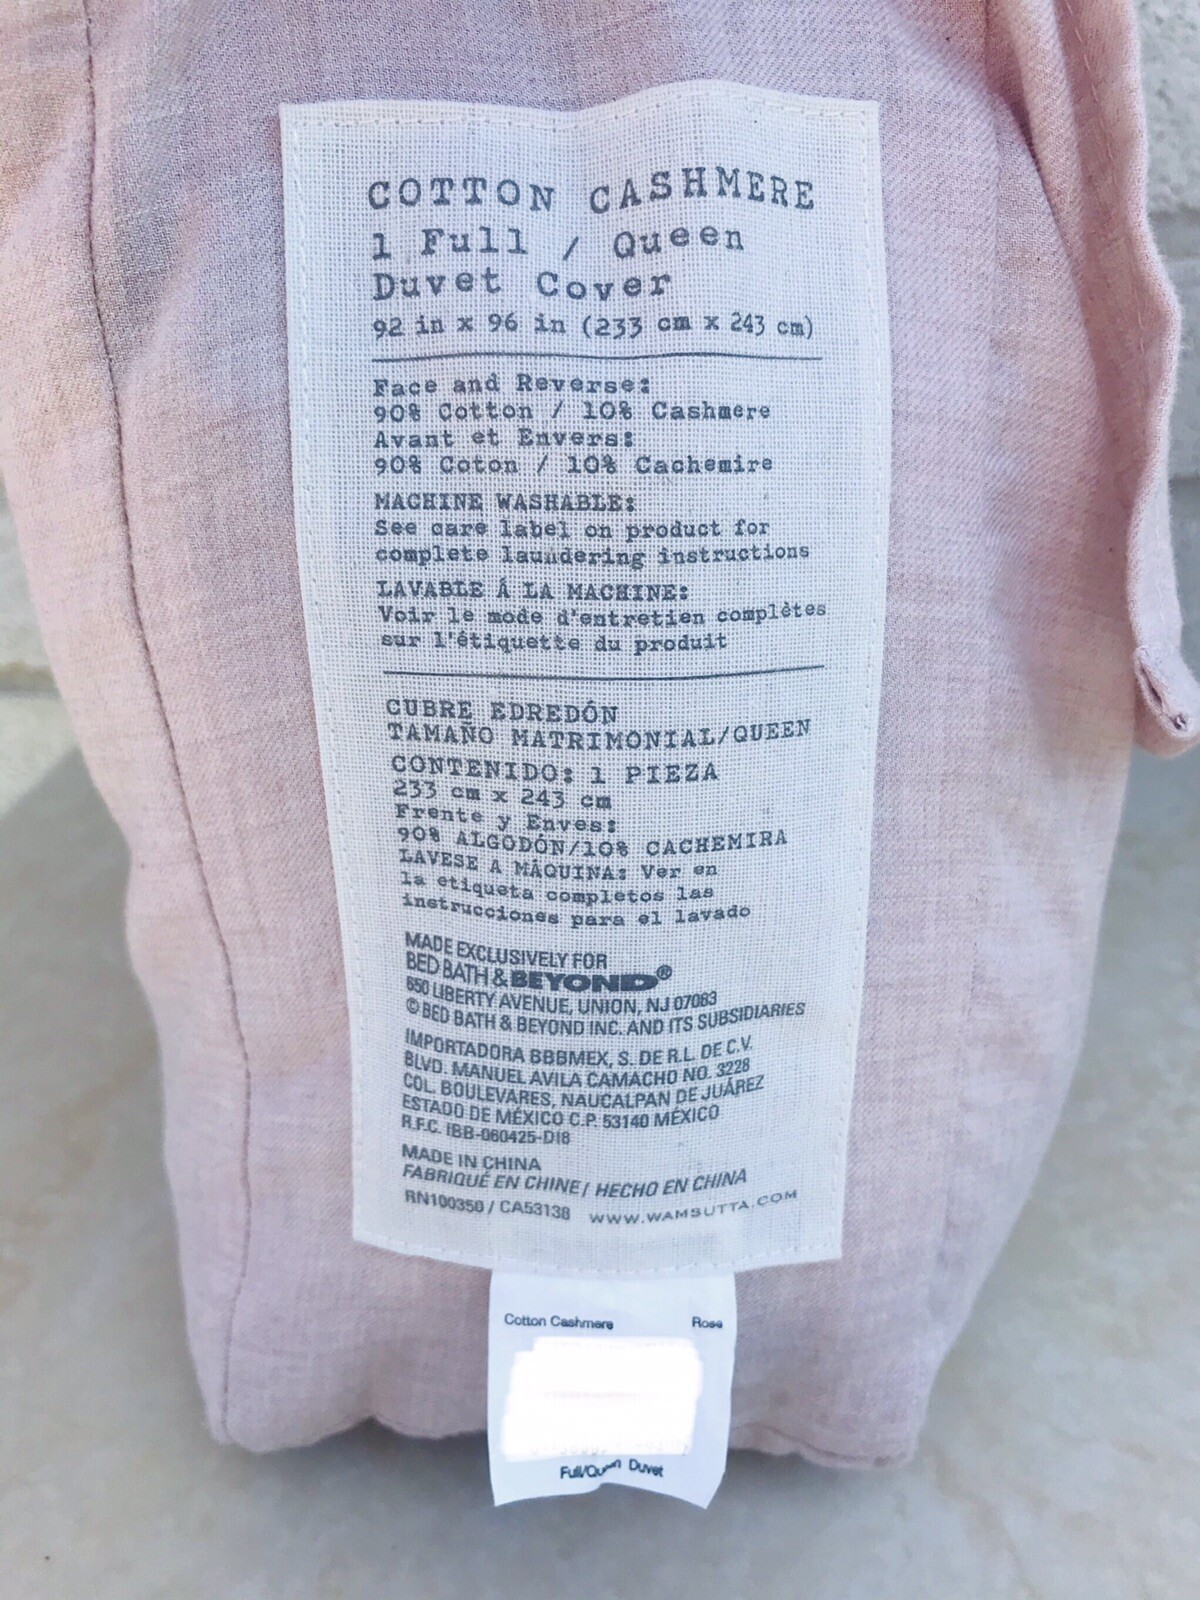 COTTON CASHMERE
1 Full / Queen
Duvet Cover
92 in x 96 in (233 cm x 243 cm)
Face and Reverse:
90% Cotton / 10% Cashmere
Avant et Envers:
90% Coton / 10% Cachemire
MACHINE WASHABLE:
See care label on product for
complete laundering instructions
LAVABLE Á LA MACHINE:
Voir le mode d'entretien complètes
sur l'étiquette du produit
CUBRE EDREDÓN
TAMAÑO MATRIMONIAL/QUEEN
CONTENIDO: 1 PIEZA
233 cm x 243 cm
Frente y Enves:
90% ALGODÓN/10% CACHEMIRA
LAVESE A MÁQUINA: Ver en
la etiqueta completos las
instrucciones para el lavado
MADE EXCLUSIVELY FOR
BED BATH & BEYOND®
650 LIBERTY AVENUE, UNION, NJ 07083
© BED BATH & BEYOND INC. AND ITS SUBSIDIARIES
IMPORTADORA BBBMEX, S. DE R.L. DE C.V.
BLVD. MANUEL AVILA CAMACHO NO. 3228
COL. BOULEVARES, NAUCALPAN DE JUÁREZ
ESTADO DE MÉXICO C.P. 53140 MÉXICO
R.F.C. IBB-060425-DI8
MADE IN CHINA
FABRIQUÉ EN CHINE / HECHO EN CHINA
RN100350 / CA53138 WWW.WAMSUTTA.COM
Cotton Cashmere Rose
Full/Queen Duvet